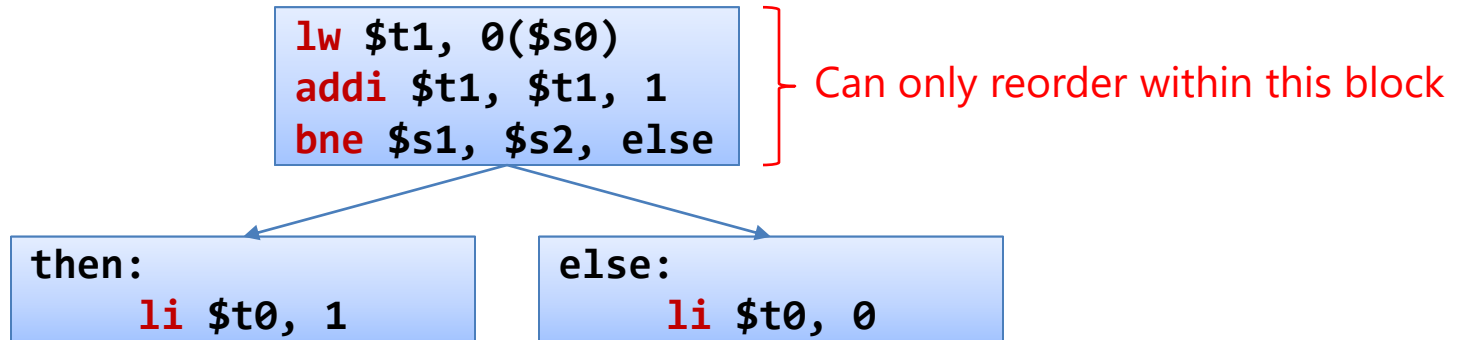 lw $t1, 0($s0)
addi $t1, $t1, 1
bne $s1, $s2, else
Can only reorder within this block
then:
li $t0, 1
else:
li $t0, 0